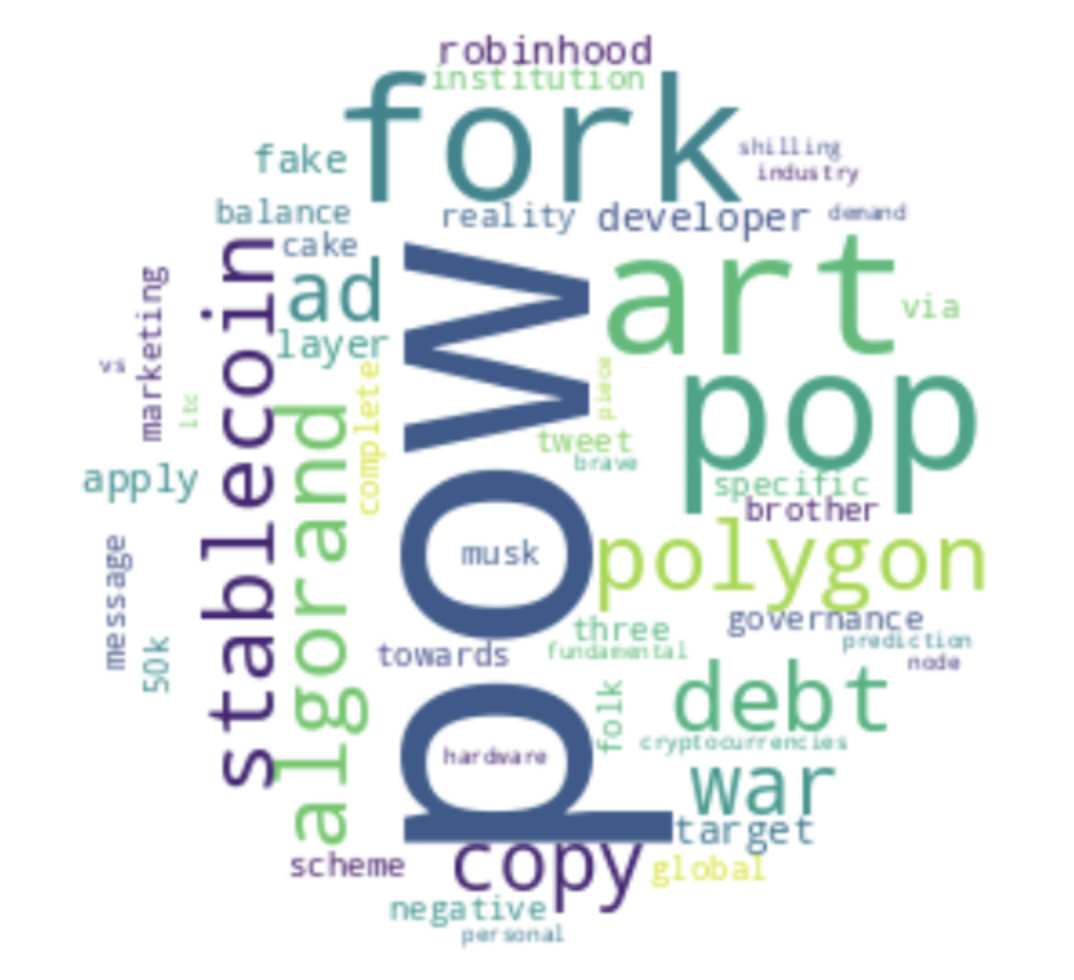 robinhood
institution
fork
fake
shilling
industry
balance
reality
developer
demand
cake
ad
art
via
layer
pow
stablecoin
marketing
vs
ltc
algorand
complete
piece
pop
tweet
brave
apply
specific
brother
musk
polygon
message
50k
governance
three
prediction
fundamental
towards
node
folk
debt
cryptocurrencies
hardware
war
target
copy
scheme
global
negative
personal